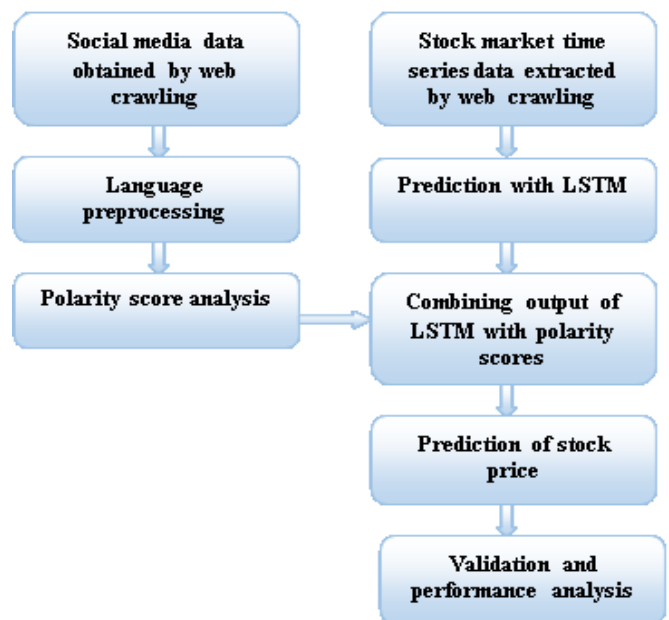 Social media data
obtained by web
crawling
Stock market time
series data extracted
by web crawling
Language
preprocessing
Prediction with LSTM
Polarity score analysis
Combining output of
LSTM with polarity
scores
Prediction of stock
price
Validation and
performance analysis